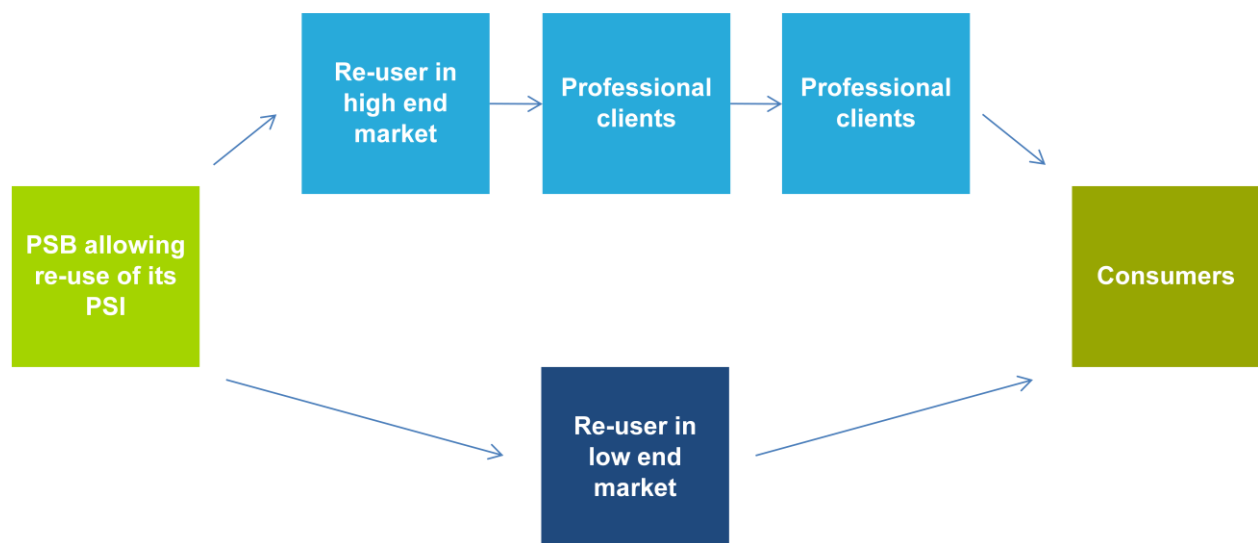 Re-user in
high end
market
Professional
clients
Professional
clients
PSB allowing
re-use of its
PSI
Consumers
Re-user in
low end
market